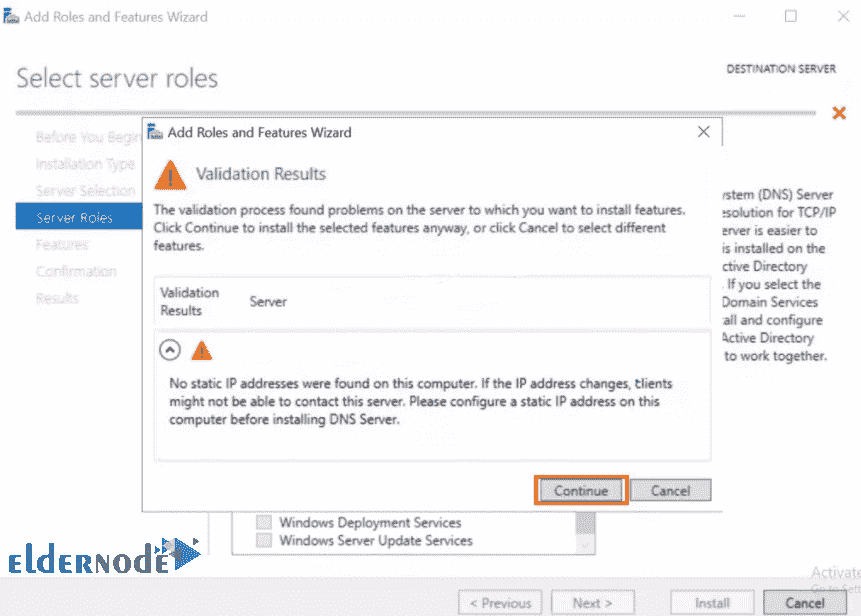 Add Roles and Features Wizard
Select server roles
DESTINATION SERVER
Before You Begin
Installation Type
Server Selection
Server Roles
Features
Confirmation
Results
Add Roles and Features Wizard
Validation Results
The validation process found problems on the server to which you want to install features.
Click Continue to install the selected features anyway, or click Cancel to select different
features.
Validation
Results
Server
No static IP addresses were found on this computer. If the IP address changes, clients
might not be able to contact this server. Please configure a static IP address on this
computer before installing DNS Server.
Continue
Cancel
(DNS) Server
for TCP/IP
is easier to
is installed on the
Directory
. If you select the
Domain Services
and configure
Active Directory
to work together.
Windows Deployment Services
Windows Server Update Services
eldernode
Activate
Go to Sett
< Previous
Next >
Install
Cancel